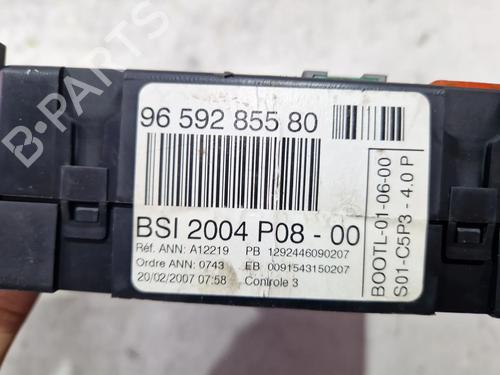 96 592 855 80
BSI 2004 P08 - 00
Réf. ANN: A12219 PB 1292446090207
Ordre ANN: 0743 EB 0091543150207
20/02/2007 07:58 Controle 3
BOOTL-01-06-00
S01-C5P3 - 4.0 P
B-PARTS